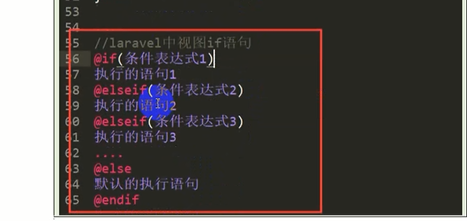 53
54
55 //laravel中视图if语句
56 @if(条件表达式1)
57 执行的语句1
58 @elseif(条件表达式2)
59 执行的语句2
60 @elseif(条件表达式3)
61 执行的语句3
62 ....
63 @else
64 默认的执行语句
65 @endif